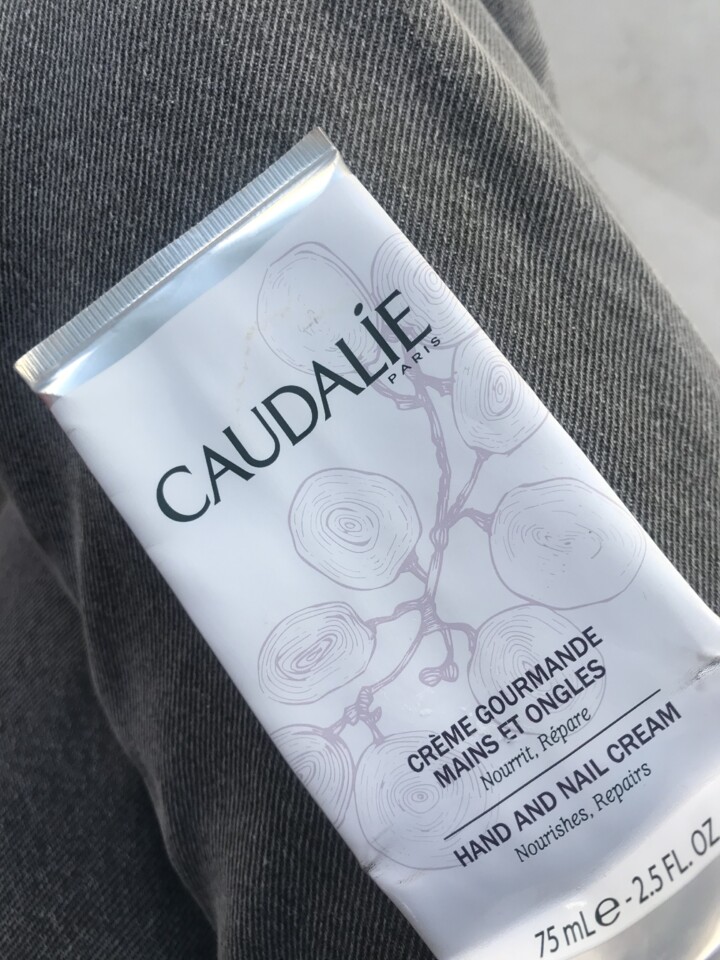 CAUDALIE
PARIS
CRÈME GOURMANDE
MAINS ET ONGLES
Nourrit, Répare
HAND AND NAIL CREAM
Nourishes, Repairs
75 mL e - 2.5 FL. OZ